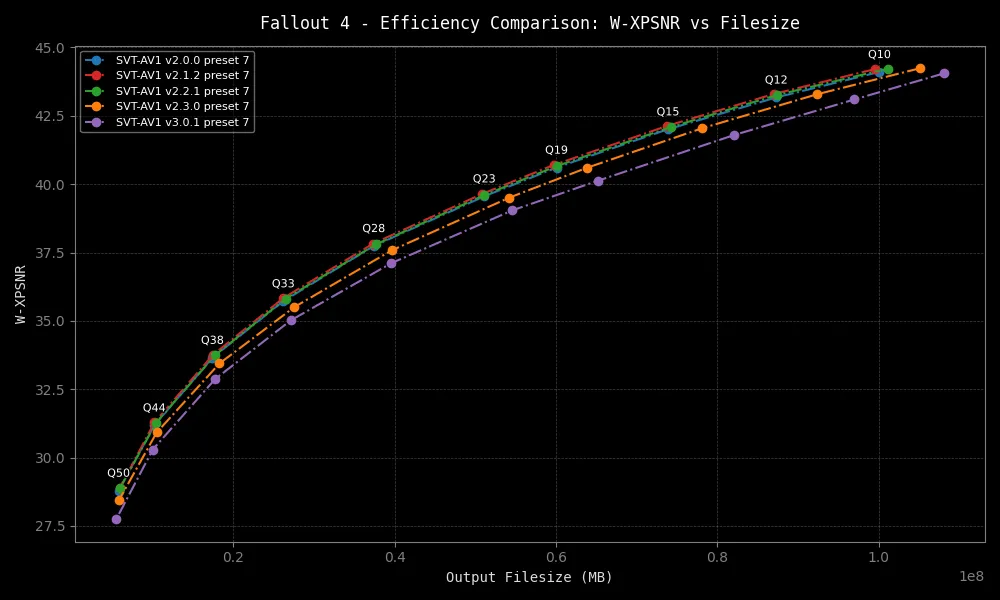 Fallout 4 - Efficiency Comparison: W-XPSNR vs Filesize
SVT-AV1 v2.0.0 preset 7
SVT-AV1 v2.1.2 preset 7
SVT-AV1 v2.2.1 preset 7
SVT-AV1 v2.3.0 preset 7
SVT-AV1 v3.0.1 preset 7
45.0
42.5
40.0
37.5
35.0
32.5
30.0
27.5
W-XPSNR
Q10
Q12
Q15
Q19
Q23
Q28
Q33
Q38
Q44
Q50
0.2 0.4 0.6 0.8 1.0
1e8
Output Filesize (MB)